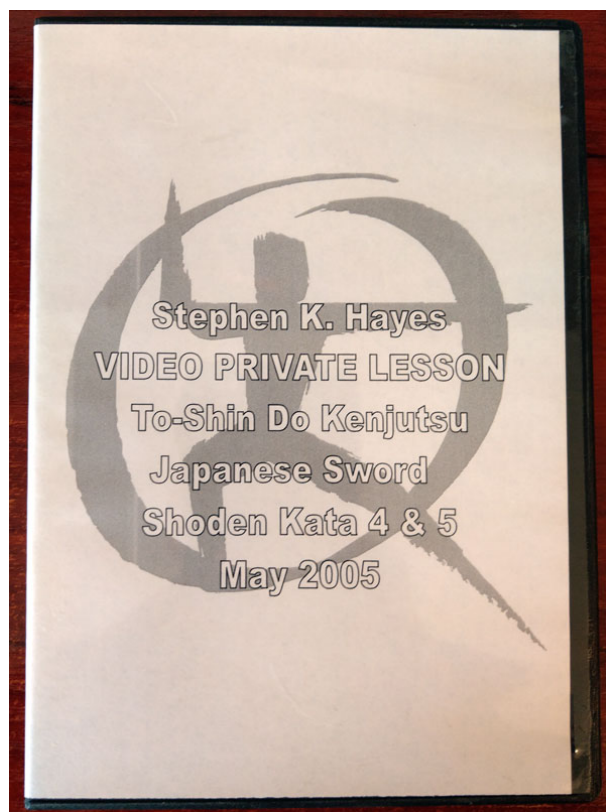 Stephen K. Hayes
VIDEO PRIVATE LESSON
To-Shin Do Kenjutsu
Japanese Sword
Shoden Kata 4 & 5
May 2005